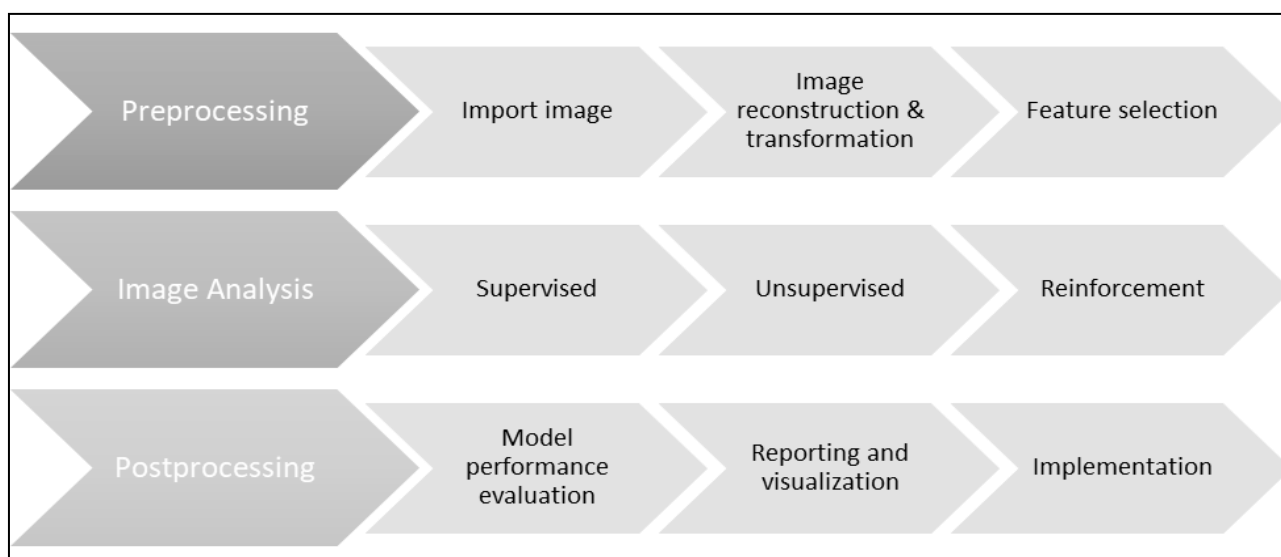 Preprocessing
Import image
Image
reconstruction &
transformation
Feature selection
Image Analysis
Supervised
Unsupervised
Reinforcement
Postprocessing
Model
performance
evaluation
Reporting and
visualization
Implementation